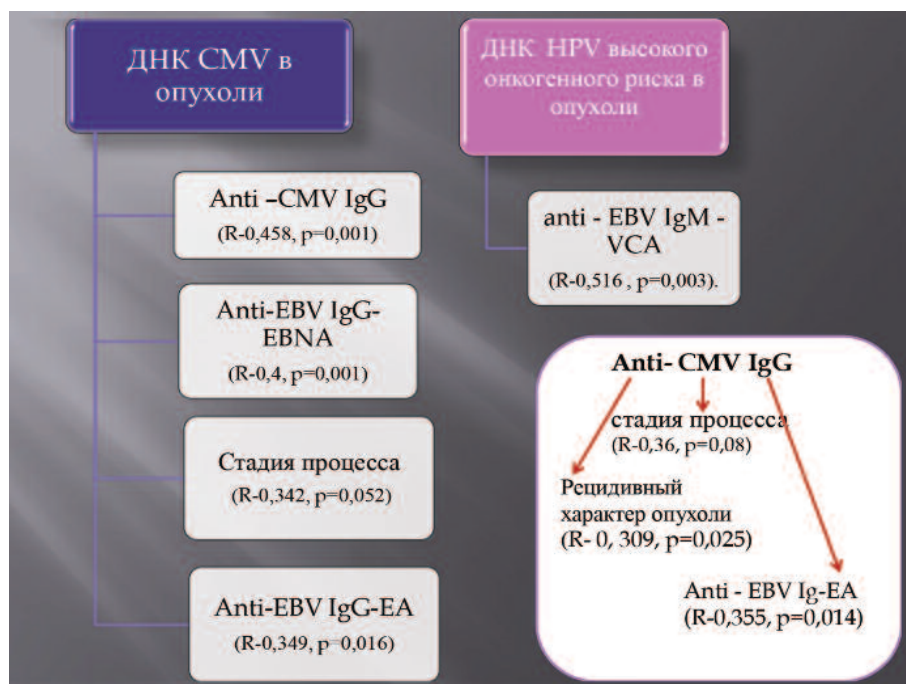 ДНК CMV в
опухоли
Anti –CMV IgG
(R-0,458, p=0,001)
Anti-EBV IgG-
EBNA
(R-0,4, p=0,001)
Стадия процесса
(R-0,342, p=0,052)
Anti-EBV IgG-EA
(R-0,349, p=0,016)
ДНК HPV высокого
онкогенного риска в
опухоли
anti - EBV IgM -
VCA
(R-0,516 , p=0,003).
Anti- CMV IgG
стадия процесса
(R-0,36, p=0,08)
Рецидивный
характер опухоли
(R- 0, 309, p=0,025)
Anti - EBV Ig-EA
(R-0,355, p=0,014)